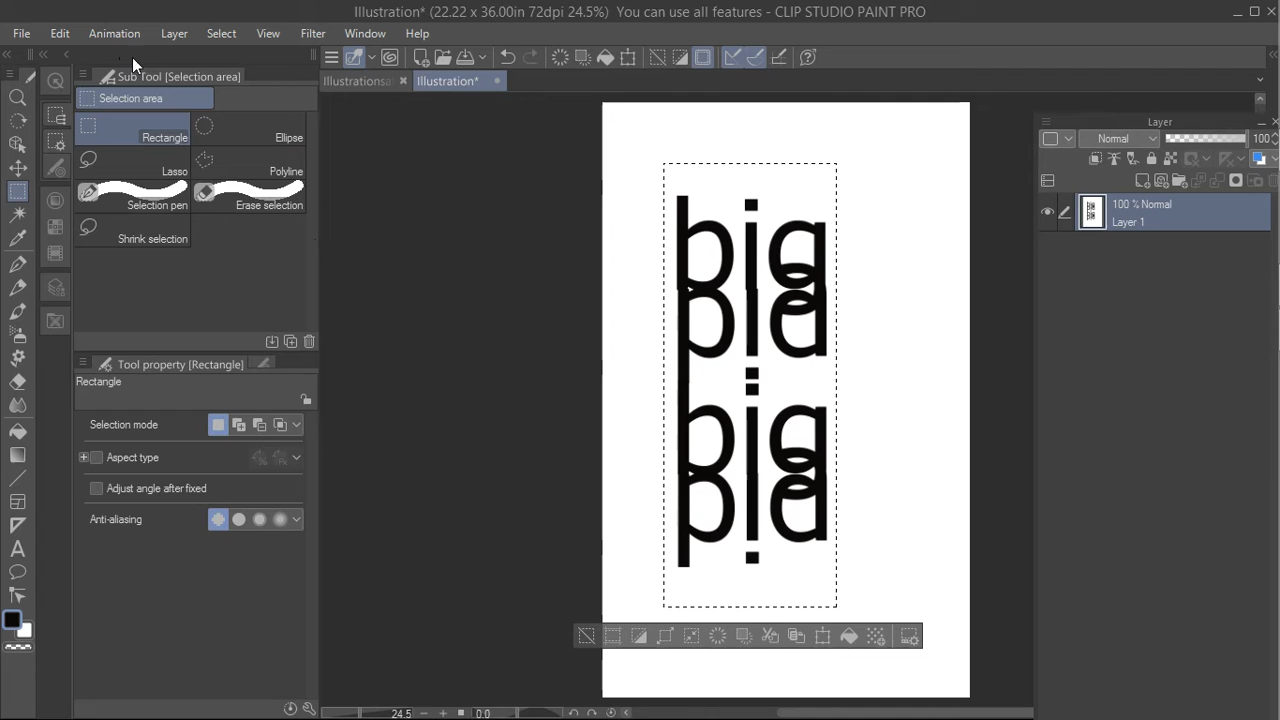 Illustration* (22.22 x 36.00in 72dpi 24.5%) You can use all features - CLIP STUDIO PAINT PRO
File Edit Animation Layer Select View Filter Window Help
Sub Tool [Selection area]
Illustrationsa
Illustration*
Selection area
Rectangle
Ellipse
Lasso
Polyline
Selection pen
Erase selection
Shrink selection
Tool property [Rectangle]
Rectangle
Selection mode
Aspect type
Adjust angle after fixed
Anti-aliasing
big
big
Layer
Normal 100
100 % Normal
Layer 1
24.5 0.0